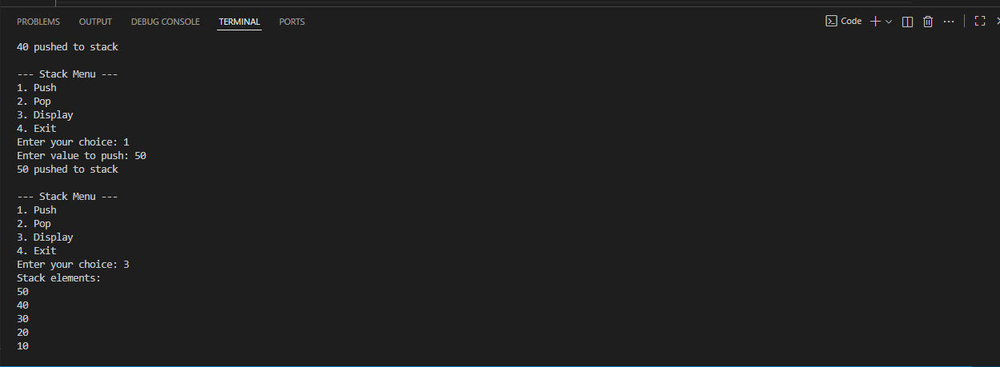 PROBLEMS OUTPUT DEBUG CONSOLE TERMINAL PORTS Code
40 pushed to stack
--- Stack Menu ---
1. Push
2. Pop
3. Display
4. Exit
Enter your choice: 1
Enter value to push: 50
50 pushed to stack
--- Stack Menu ---
1. Push
2. Pop
3. Display
4. Exit
Enter your choice: 3
Stack elements:
50
40
30
20
10